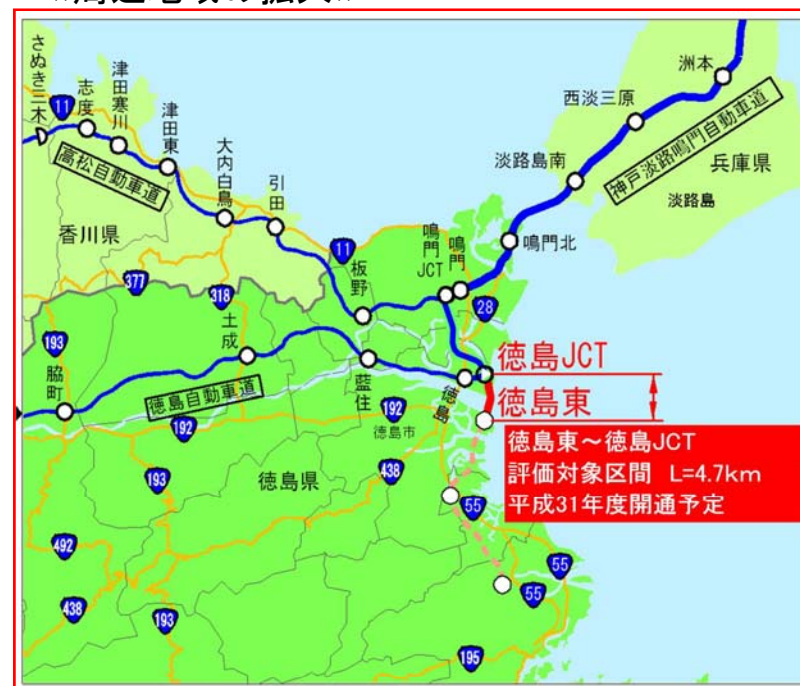 さぬき三木
志度
津田寒川
津田東
大内白鳥
引田
11
高松自動車道
香川県
377
318
11
板野
鳴門JCT
鳴門
鳴門北
淡路島南
西淡三原
洲本
神戸淡路鳴門自動車道
兵庫県
淡路島
28
193
脇町
土成
徳島自動車道
藍住
徳島
徳島JCT
徳島東
192
192
徳島市
徳島東～徳島JCT
評価対象区間 L=4.7km
平成31年度開通予定
徳島県
193
438
55
492
55
55
438
193
195